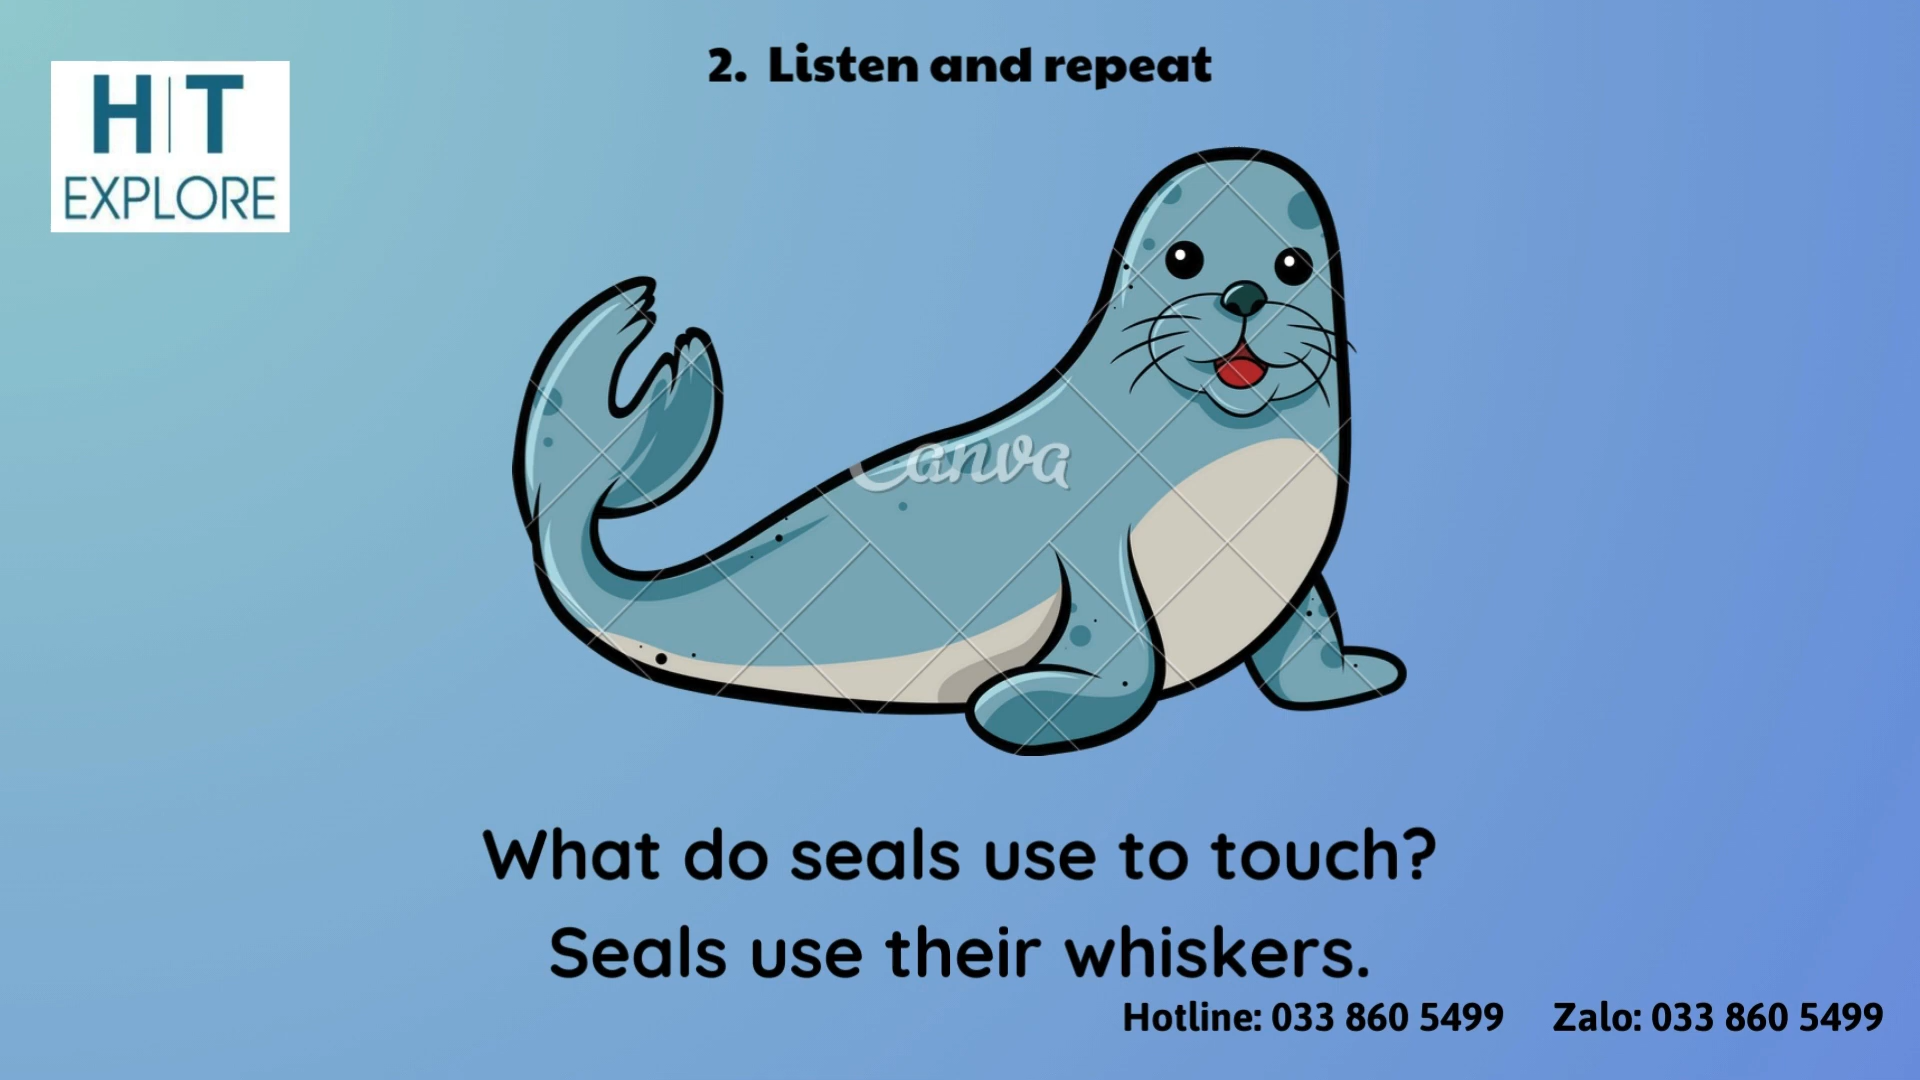 2. Listen and repeat
H|T
EXPLORE
Canva
What do seals use to touch?
Seals use their whiskers.
Hotline: 033 860 5499 Zalo: 033 860 5499